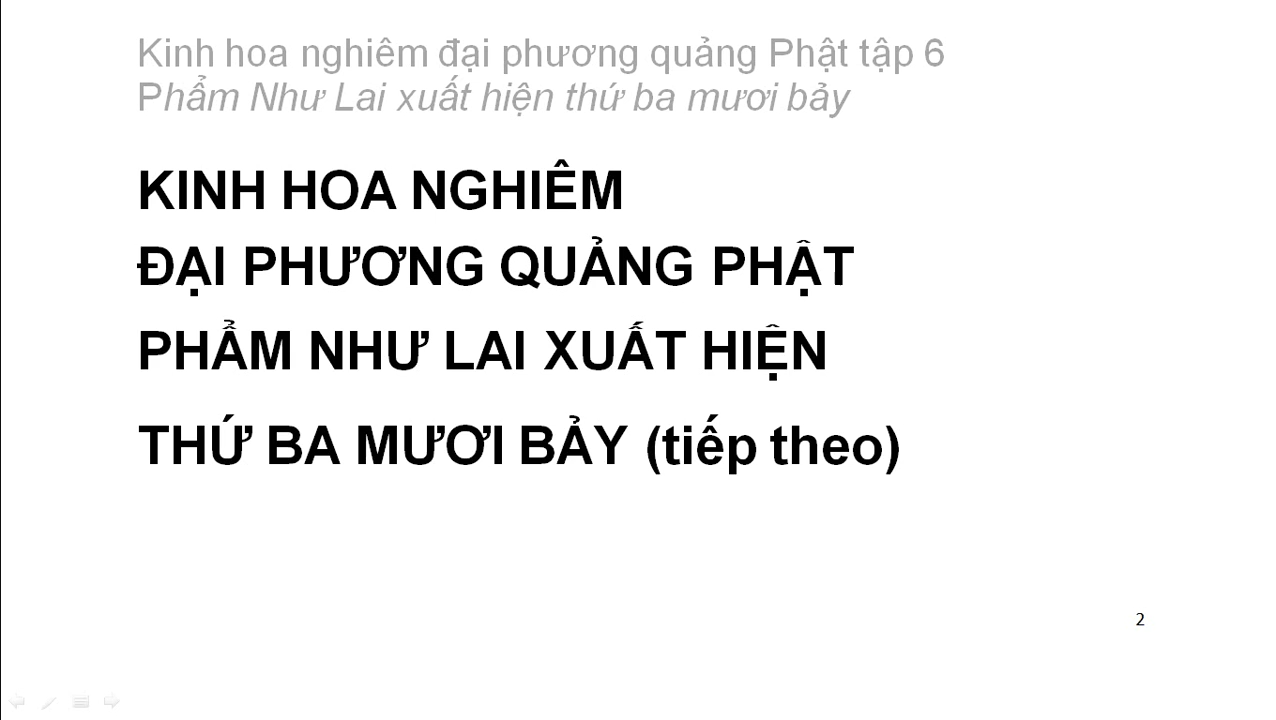 Kinh hoa nghiêm đại phương quảng Phật tập 6
Phẩm Như Lai xuất hiện thứ ba mươi bảy
KINH HOA NGHIÊM
ĐẠI PHƯƠNG QUẢNG PHẬT
PHẨM NHƯ LAI XUẤT HIỆN
THỨ BA MƯƠI BẢY (tiếp theo)
2